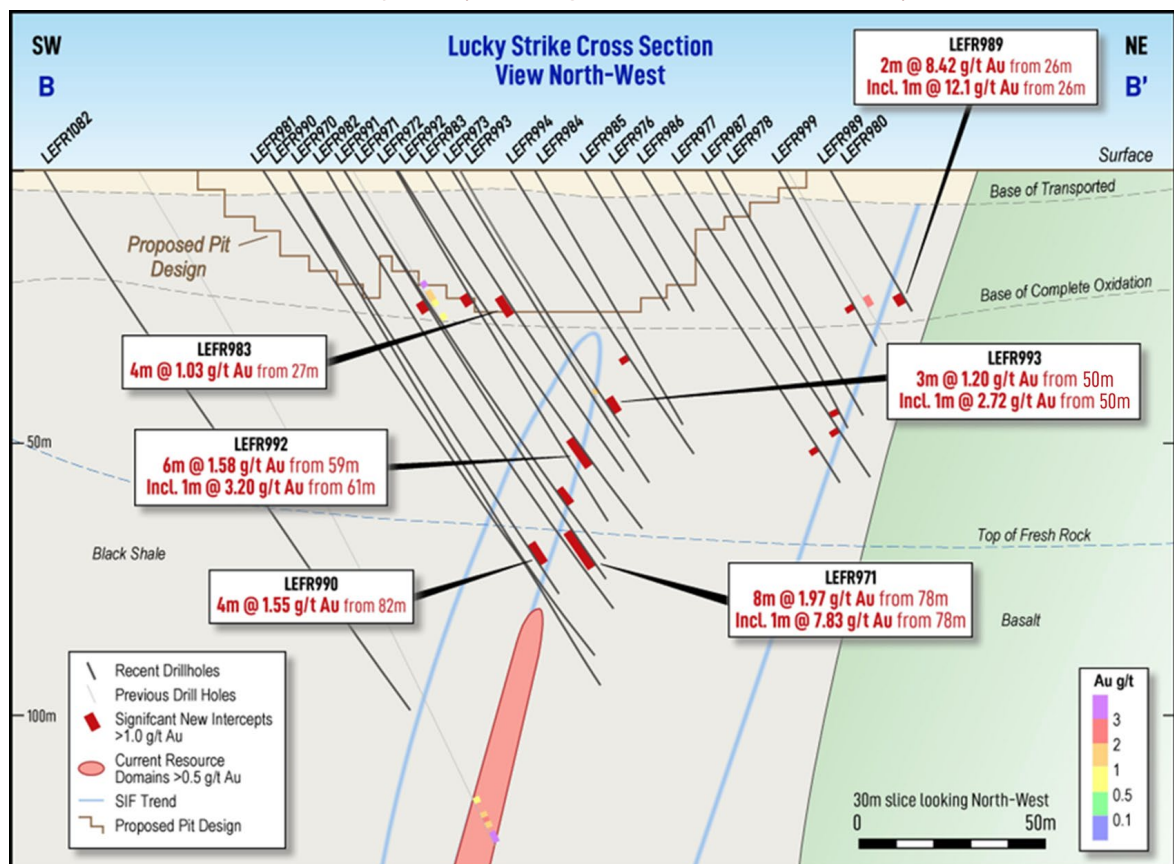 SW
B
Lucky Strike Cross Section
View North-West
NE
B'
LEFR989
2m @ 8.42 g/t Au from 26m
Incl. 1m @ 12.1 g/t Au from 26m
LEFR1082
LEFR981
LEFR990
LEFR970
LEFR982
LEFR991
LEFR971
LEFR972
LEFR992
LEFR983
LEFR973
LEFR993
LEFR994
LEFR984
LEFR985
LEFR976
LEFR986
LEFR977
LEFR987
LEFR978
LEFR999
LEFR989
LEFR980
Surface
Base of Transported
Proposed Pit
Design
Base of Complete Oxidation
LEFR983
4m @ 1.03 g/t Au from 27m
LEFR993
3m @ 1.20 g/t Au from 50m
Incl. 1m @ 2.72 g/t Au from 50m
50m
LEFR992
6m @ 1.58 g/t Au from 59m
Incl. 1m @ 3.20 g/t Au from 61m
Top of Fresh Rock
Black Shale
LEFR990
4m @ 1.55 g/t Au from 82m
LEFR971
8m @ 1.97 g/t Au from 78m
Incl. 1m @ 7.83 g/t Au from 78m
Basalt
100m
Recent Drillholes
Previous Drill Holes
Signifcant New Intercepts
>1.0 g/t Au
Current Resource
Domains >0.5 g/t Au
SIF Trend
Proposed Pit Design
30m slice looking North-West
0 50m
Au g/t
3
2
1
0.5
0.1